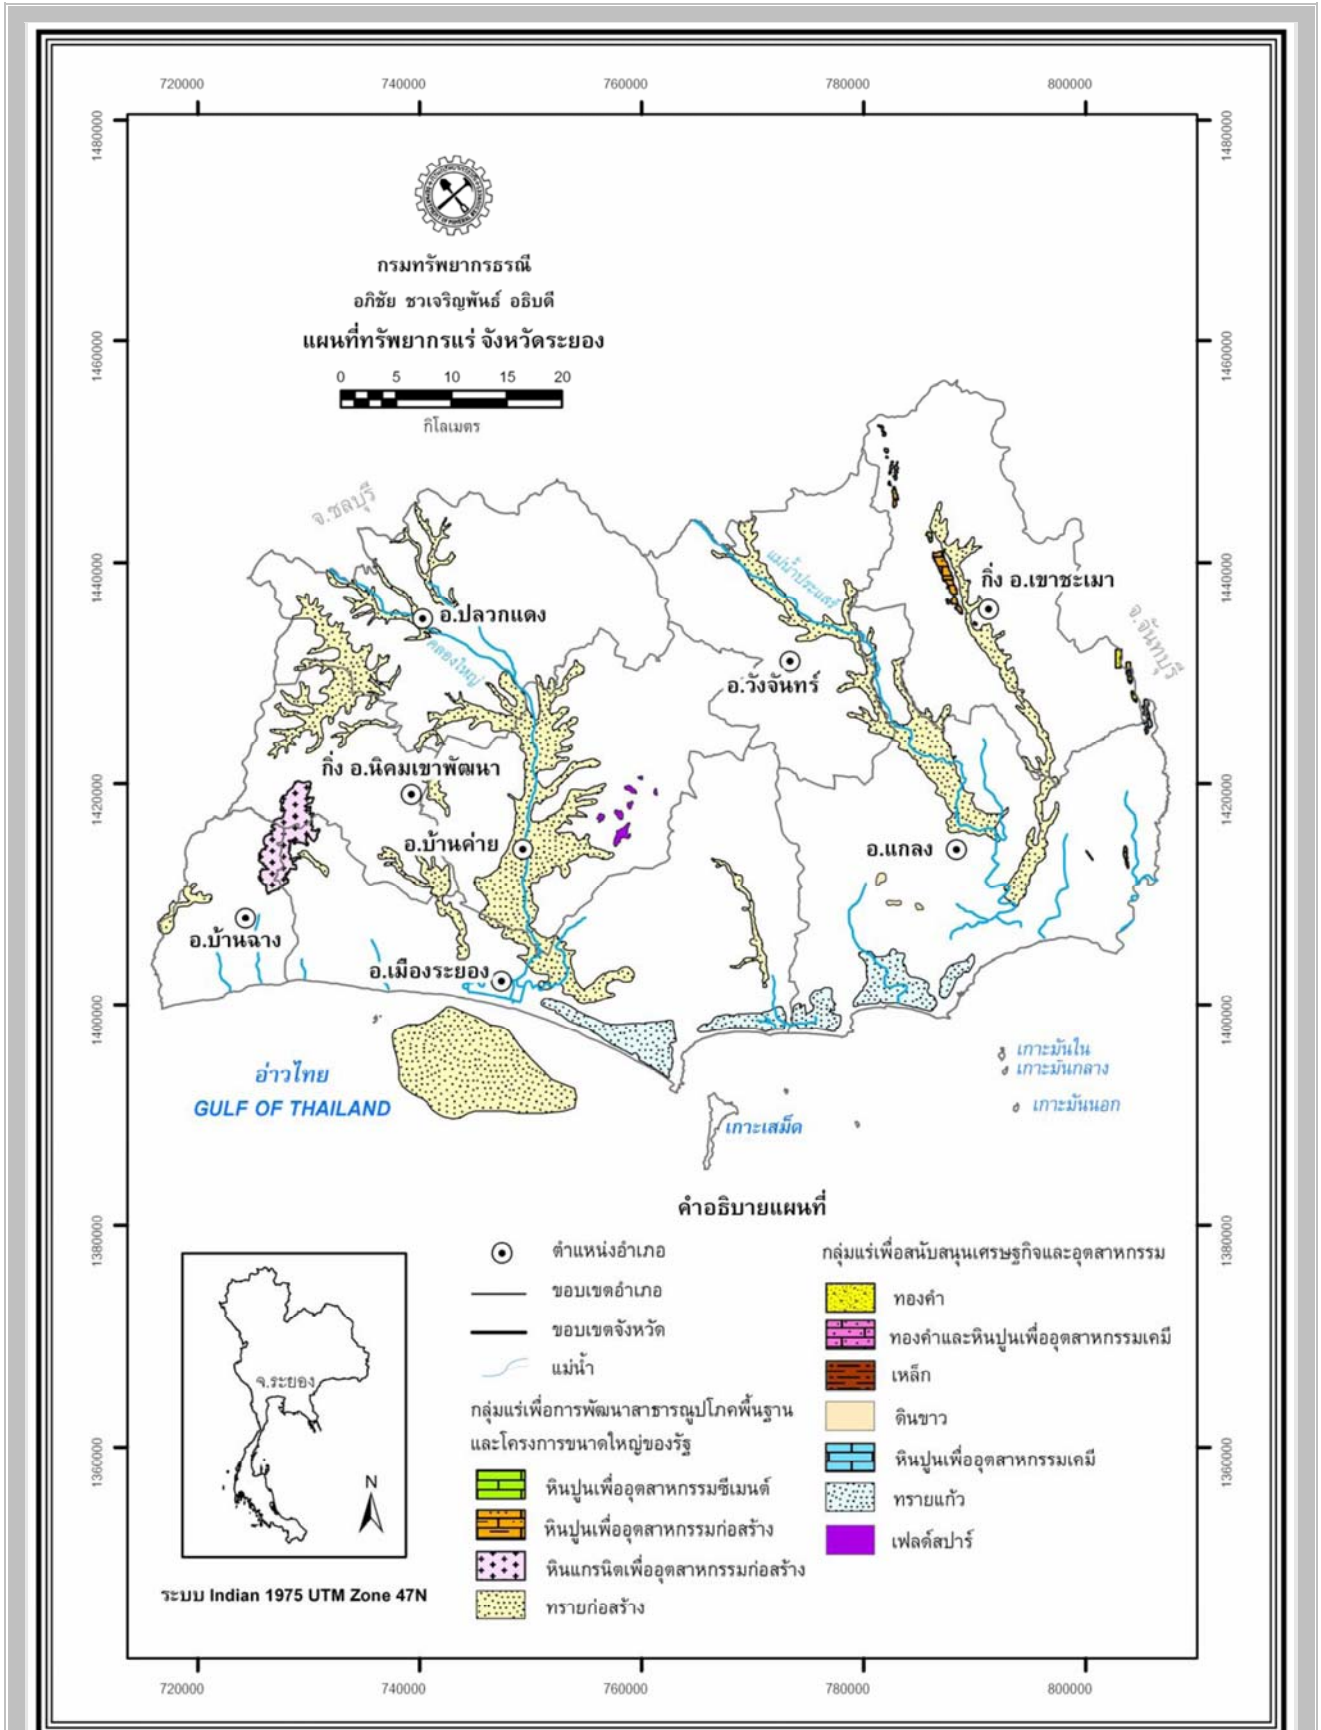 720000 740000 760000 780000 800000
1480000 1480000
กรมทรัพยากรธรณี
อภิชัย ชวเจริญพันธ์ อธิบดี
แผนที่ทรัพยากรแร่ จังหวัดระยอง
1460000 1460000
0 5 10 15 20
กิโลเมตร
จ.ชลบุรี
แม่น้ำประแสร์
1440000 1440000
กิ่ง อ.เขาชะเมา
อ.ปลวกแดง
จ.จันทบุรี
คลองใหญ่
อ.วังจันทร์
กิ่ง อ.นิคมเขาพัฒนา
1420000 1420000
อ.บ้านค่าย
อ.แกลง
อ.บ้านฉาง
อ.เมืองระยอง
1400000 1400000
เกาะมันใน
เกาะมันกลาง
อ่าวไทย
GULF OF THAILAND
เกาะมันนอก
เกาะเสม็ด
คำอธิบายแผนที่
1380000 1380000
ตำแหน่งอำเภอ
ขอบเขตอำเภอ
ขอบเขตจังหวัด
แม่น้ำ
กลุ่มแร่เพื่อการพัฒนาสาธารณูปโภคพื้นฐาน
และโครงการขนาดใหญ่ของรัฐ
หินปูนเพื่ออุตสาหกรรมซีเมนต์
หินปูนเพื่ออุตสาหกรรมก่อสร้าง
หินแกรนิตเพื่ออุตสาหกรรมก่อสร้าง
ทรายก่อสร้าง
กลุ่มแร่เพื่อสนับสนุนเศรษฐกิจและอุตสาหกรรม
ทองคำ
ทองคำและหินปูนเพื่ออุตสาหกรรมเคมี
เหล็ก
ดินขาว
หินปูนเพื่ออุตสาหกรรมเคมี
ทรายแก้ว
เฟลด์สปาร์
1360000 1360000
จ.ระยอง
N
ระบบ Indian 1975 UTM Zone 47N
720000 740000 760000 780000 800000